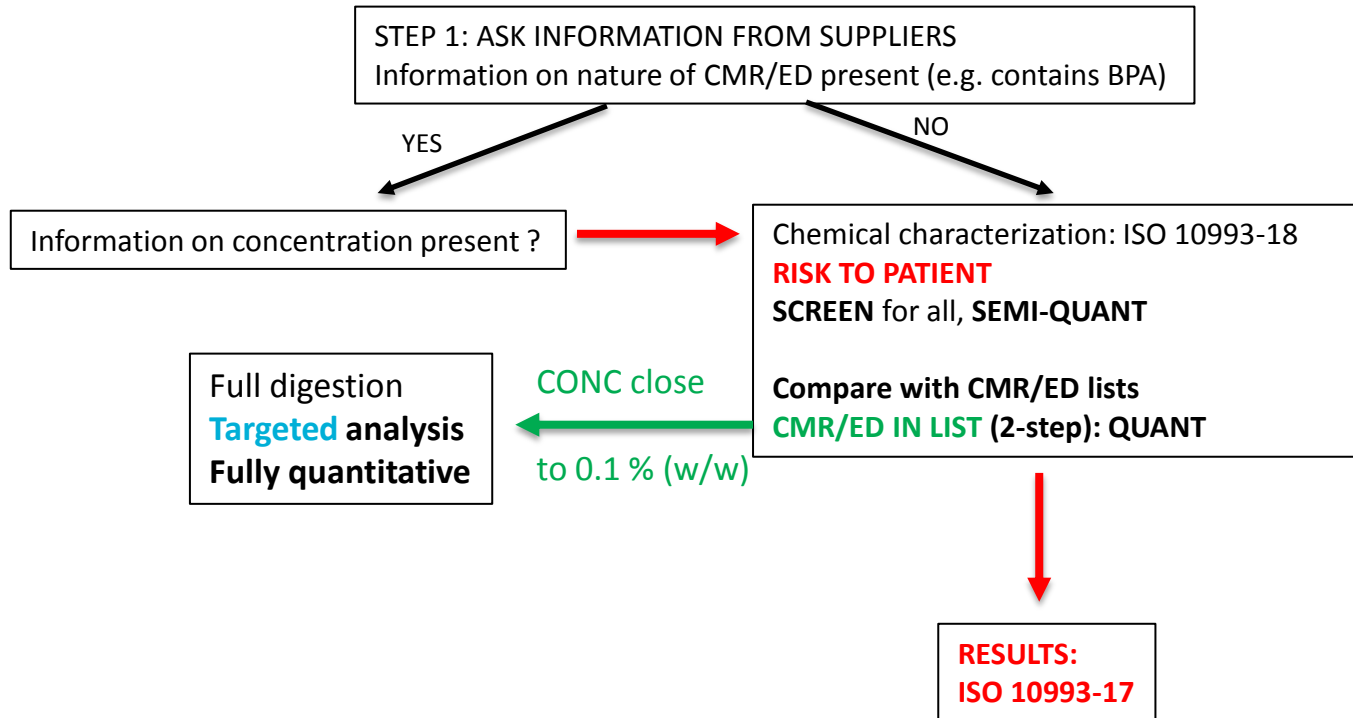 STEP 1: ASK INFORMATION FROM SUPPLIERS
Information on nature of CMR/ED present (e.g. contains BPA)
YES
NO
Information on concentration present ?
Chemical characterization: ISO 10993-18
RISK TO PATIENT
SCREEN for all, SEMI-QUANT
Compare with CMR/ED lists
CMR/ED IN LIST (2-step): QUANT
CONC close
to 0.1 % (w/w)
Full digestion
Targeted analysis
Fully quantitative
RESULTS:
ISO 10993-17